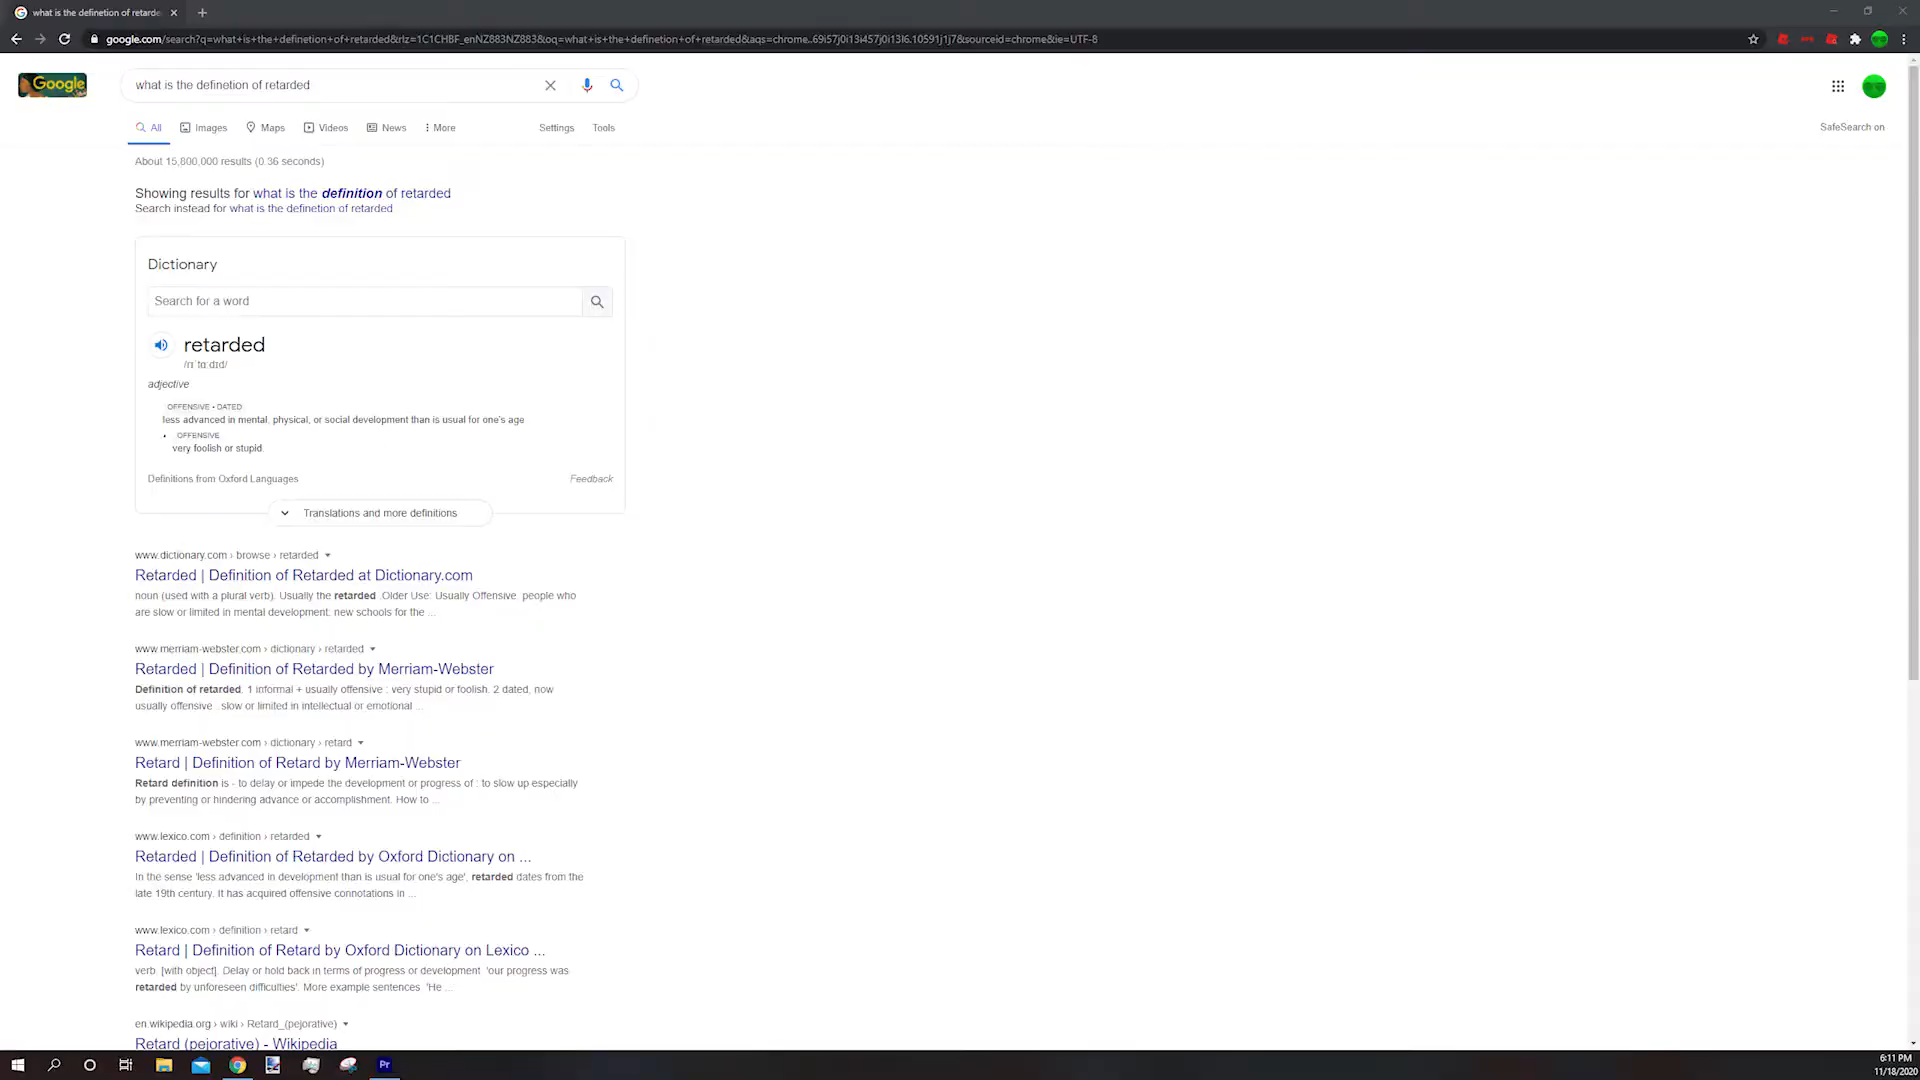 what is the definetion of retarde
google.com/search?q=what+is+the+definetion+of+retarded&rlz=1C1CHBF_enNZ883NZ883&oq=what+is+the+definetion+of+retarded&aqs=chrome..69i57j0i13i457j0i13l6.10591j1j7&sourceid=chrome&ie=UTF-8
Google
what is the definetion of retarded
All Images Maps Videos News More Settings Tools
SafeSearch on
About 15,800,000 results (0.36 seconds)
Showing results for what is the definition of retarded
Search instead for what is the definetion of retarded
Dictionary
Search for a word
retarded
/rɪˈtɑːdɪd/
adjective
OFFENSIVE • DATED
less advanced in mental, physical, or social development than is usual for one's age
• OFFENSIVE
very foolish or stupid.
Definitions from Oxford Languages Feedback
Translations and more definitions
www.dictionary.com › browse › retarded
Retarded | Definition of Retarded at Dictionary.com
noun (used with a plural verb). Usually the retarded .Older Use: Usually Offensive. people who
are slow or limited in mental development. new schools for the ...
www.merriam-webster.com › dictionary › retarded
Retarded | Definition of Retarded by Merriam-Webster
Definition of retarded. 1 informal + usually offensive : very stupid or foolish. 2 dated, now
usually offensive : slow or limited in intellectual or emotional ...
www.merriam-webster.com › dictionary › retard
Retard | Definition of Retard by Merriam-Webster
Retard definition is - to delay or impede the development or progress of : to slow up especially
by preventing or hindering advance or accomplishment. How to ...
www.lexico.com › definition › retarded
Retarded | Definition of Retarded by Oxford Dictionary on ...
In the sense 'less advanced in development than is usual for one's age', retarded dates from the
late 19th century. It has acquired offensive connotations in ...
www.lexico.com › definition › retard
Retard | Definition of Retard by Oxford Dictionary on Lexico ...
verb. [with object]. Delay or hold back in terms of progress or development. 'our progress was
retarded by unforeseen difficulties'. More example sentences. 'He ...
en.wikipedia.org › wiki › Retard_(pejorative)
Retard (pejorative) - Wikipedia
Pr
6:11 PM
11/18/2020